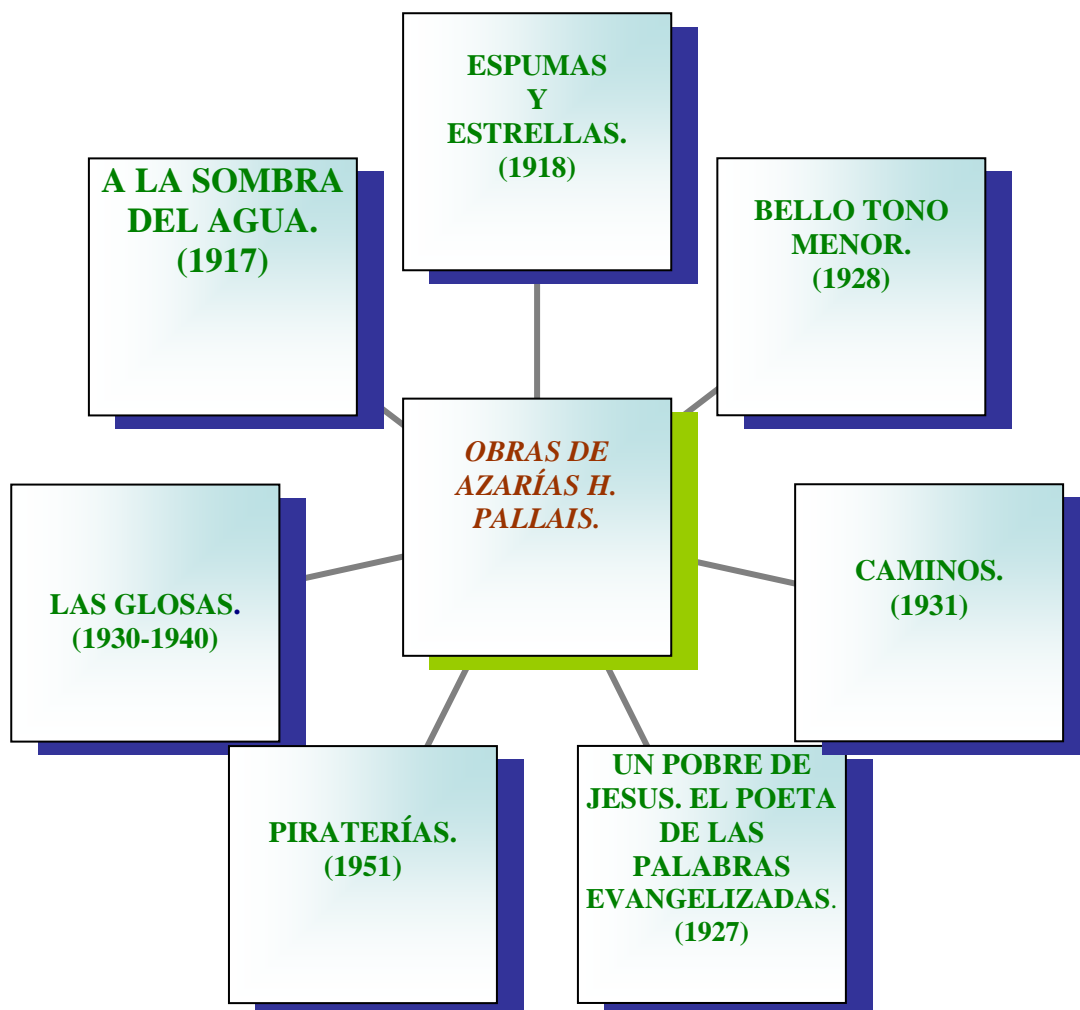 ESPUMAS
Y
ESTRELLAS.
(1918)
A LA SOMBRA
DEL AGUA.
(1917)
BELLO TONO
MENOR.
(1928)
OBRAS DE
AZARÍAS H.
PALLAIS.
LAS GLOSAS.
(1930-1940)
CAMINOS.
(1931)
PIRATERÍAS.
(1951)
UN POBRE DE
JESUS. EL POETA
DE LAS
PALABRAS
EVANGELIZADAS.
(1927)